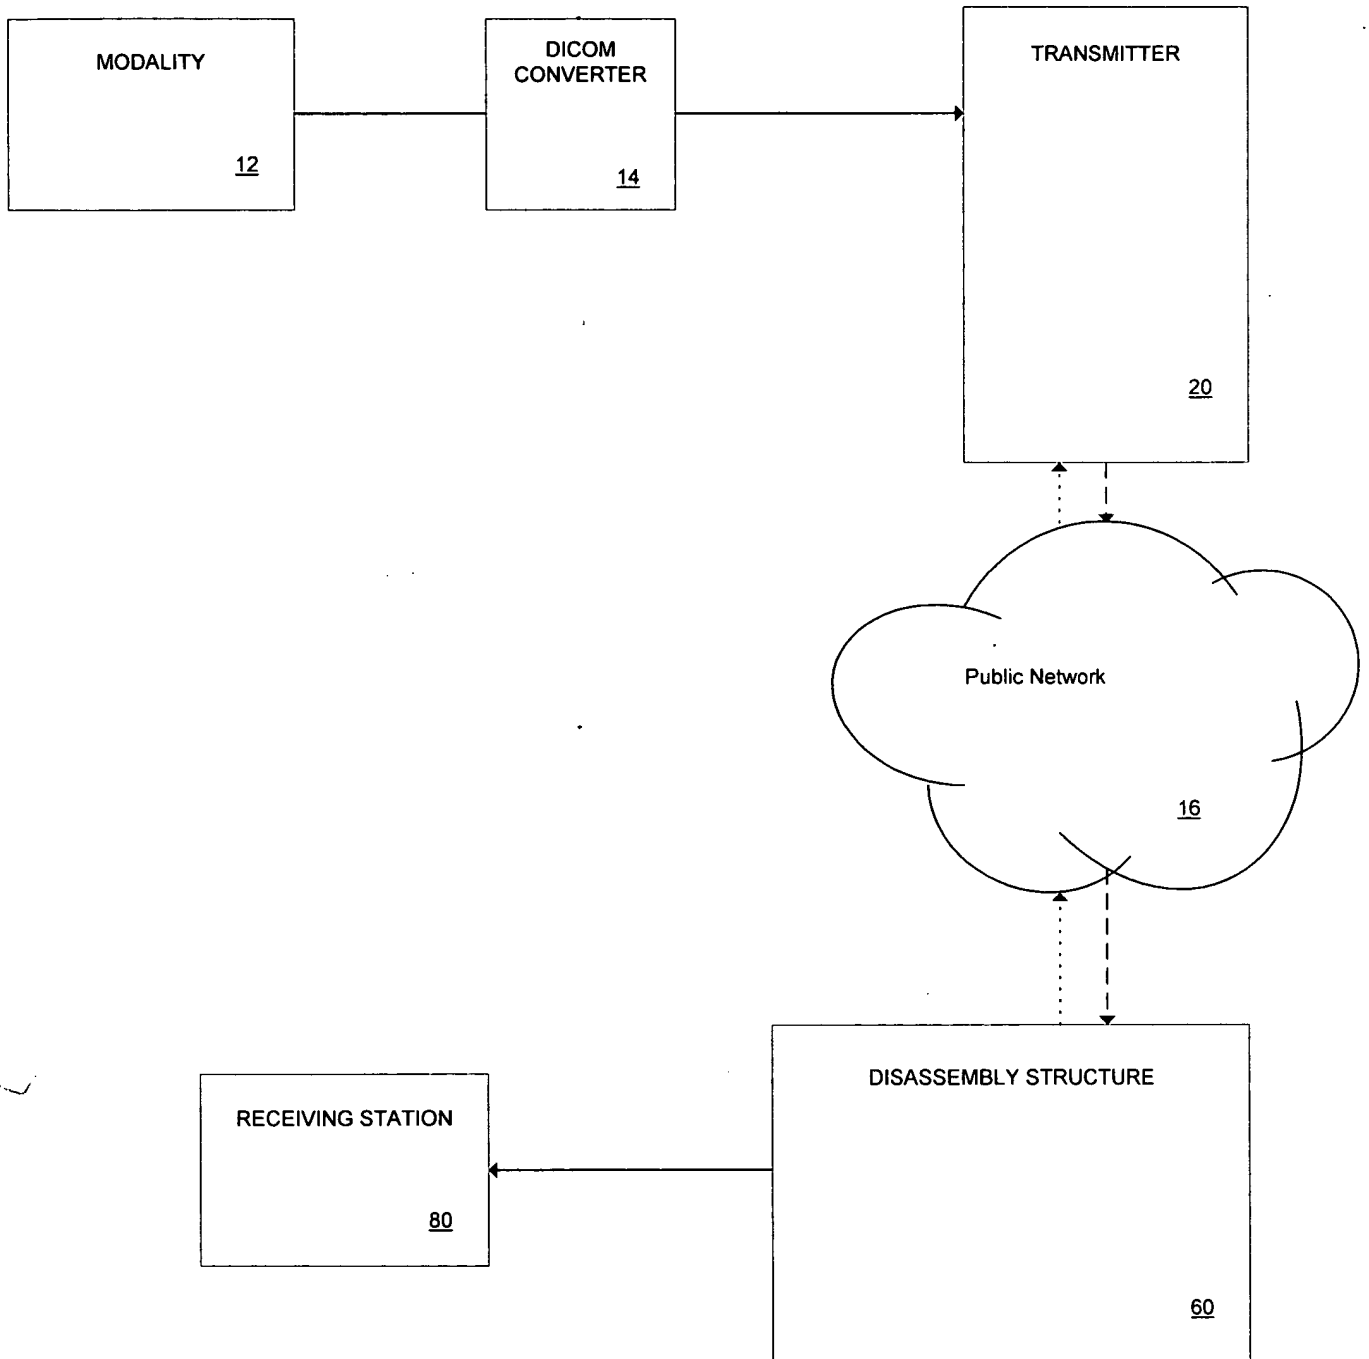 MODALITY
12
DICOM
CONVERTER
14
TRANSMITTER
20
Public Network
16
DISASSEMBLY STRUCTURE
60
RECEIVING STATION
80